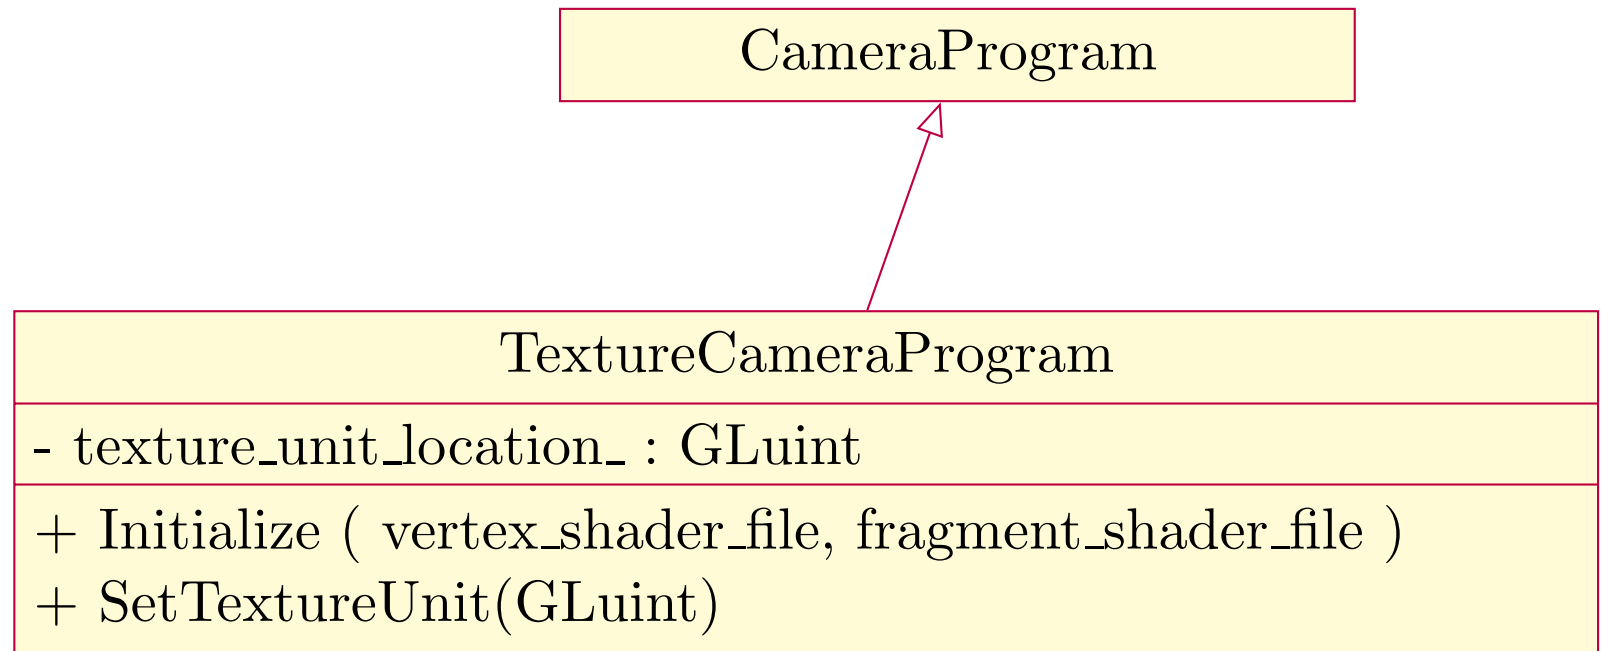 CameraProgram
TextureCameraProgram
- texture_unit_location_ : GLuint
+ Initialize ( vertex_shader_file, fragment_shader_file )
+ SetTextureUnit(GLuint)